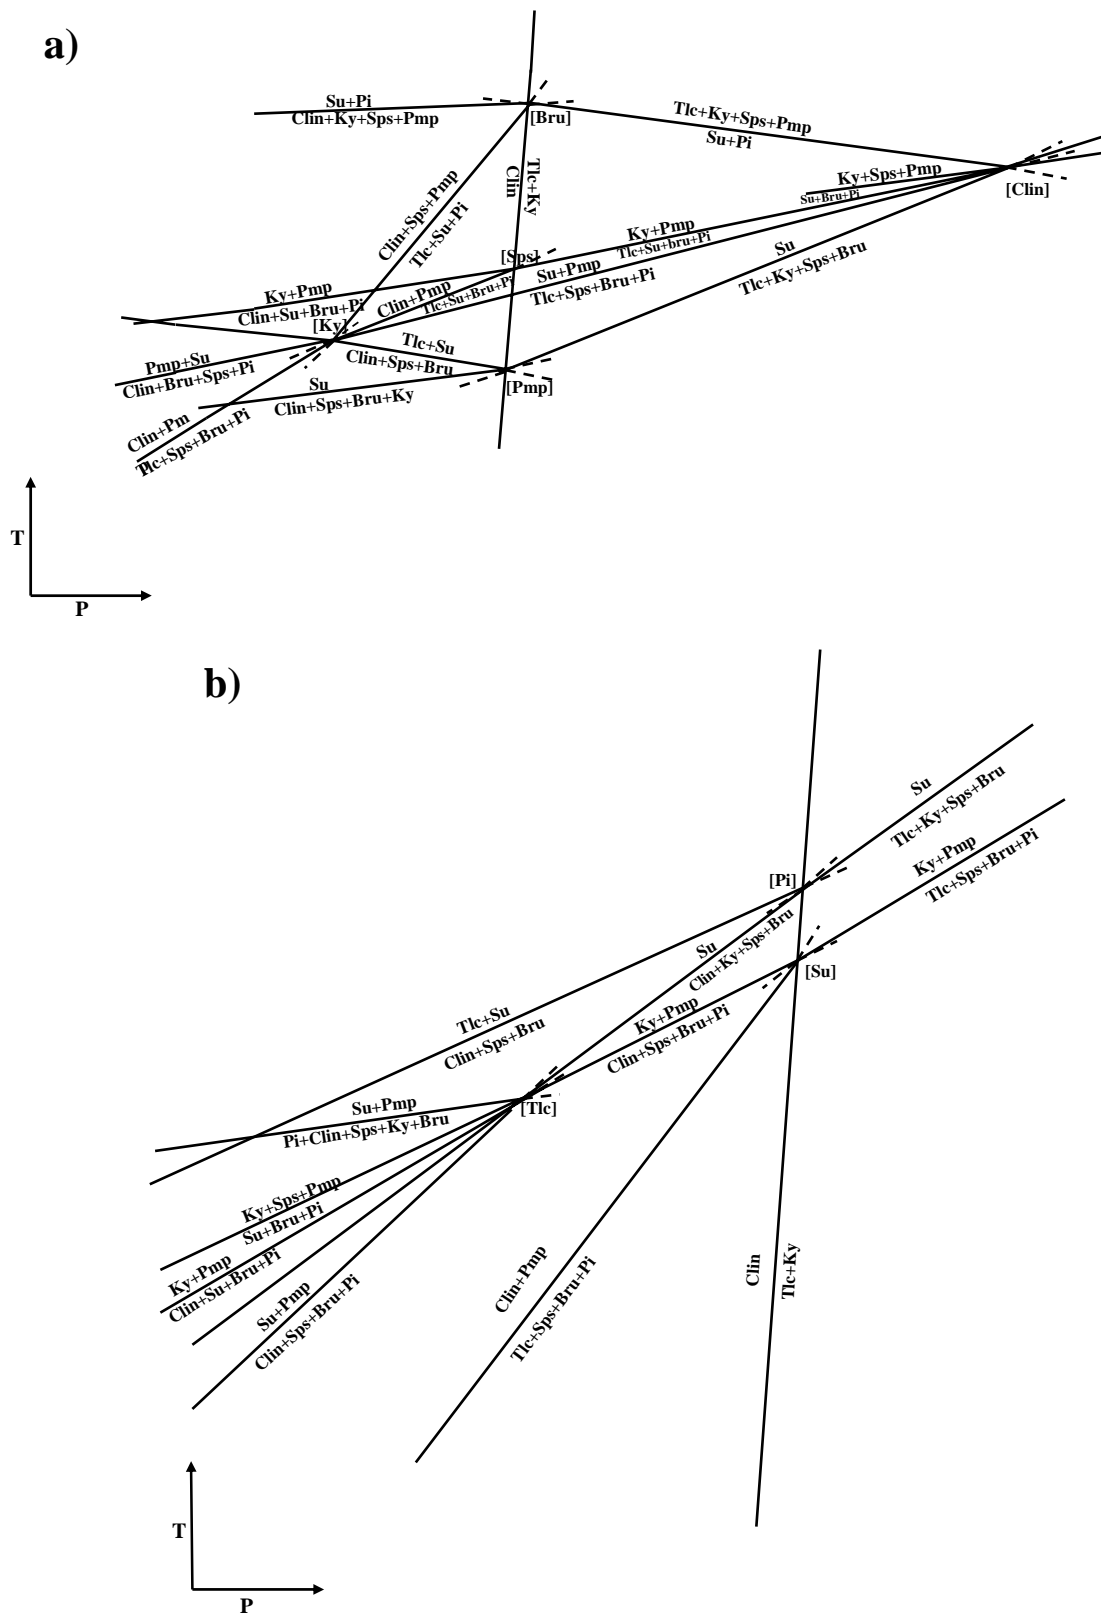 a)
Su+Pi
Clin+Ky+Sps+Pmp
[Bru]
Tlc+Ky+Sps+Pmp
Su+Pi
Clin
Tlc+Ky
Ky+Sps+Pmp
Su+Bru+Pi
[Clin]
Clin+Sps+Pmp
Tlc+Su+Pi
[Sps]
Ky+Pmp
Tlc+Su+bru+Pi
Su
Tlc+Ky+Sps+Bru
Su+Pmp
Tlc+Sps+Bru+Pi
Ky+Pmp
Clin+Su+Bru+Pi
Clin+Pmp
Tlc+Su+Bru+Pi
[Ky]
Tlc+Su
Clin+Sps+Bru
Pmp+Su
Clin+Bru+Sps+Pi
Su
Clin+Sps+Bru+Ky
[Pmp]
Clin+Pm
Tlc+Sps+Bru+Pi
T
P
b)
[Pi]
Su
Tlc+Ky+Sps+Bru
Ky+Pmp
Tlc+Sps+Bru+Pi
Su
Clin+Ky+Sps+Bru
[Su]
Tlc+Su
Clin+Sps+Bru
Ky+Pmp
Clin+Sps+Bru+Pi
Su+Pmp
Pi+Clin+Sps+Ky+Bru
[Tlc]
Ky+Sps+Pmp
Su+Bru+Pi
Ky+Pmp
Clin+Su+Bru+Pi
Su+Pmp
Clin+Sps+Bru+Pi
Clin+Pmp
Tlc+Sps+Bru+Pi
Clin
Tlc+Ky
T
P